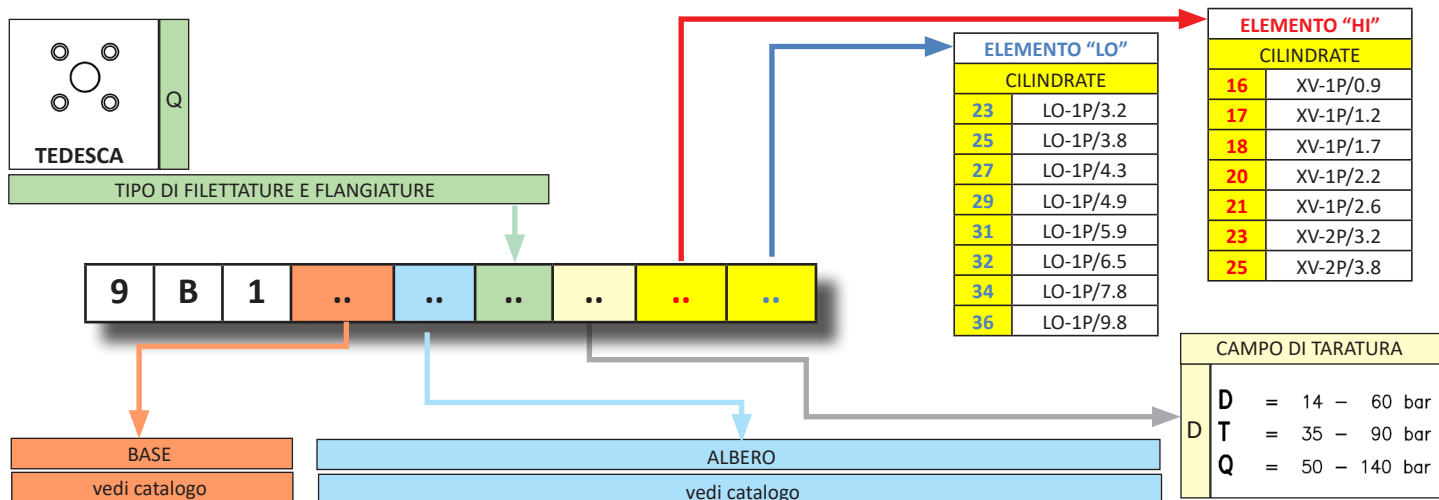 Q
TEDESCA
TIPO DI FILETTATURE E FLANGIATURE
ELEMENTO “LO”
CILINDRATE
23 LO-1P/3.2
25 LO-1P/3.8
27 LO-1P/4.3
29 LO-1P/4.9
31 LO-1P/5.9
32 LO-1P/6.5
34 LO-1P/7.8
36 LO-1P/9.8
ELEMENTO “HI”
CILINDRATE
16 XV-1P/0.9
17 XV-1P/1.2
18 XV-1P/1.7
20 XV-1P/2.2
21 XV-1P/2.6
23 XV-2P/3.2
25 XV-2P/3.8
9 B 1 .. .. .. .. .. ..
BASE
vedi catalogo
ALBERO
vedi catalogo
CAMPO DI TARATURA
D
D = 14 – 60 bar
T = 35 – 90 bar
Q = 50 – 140 bar